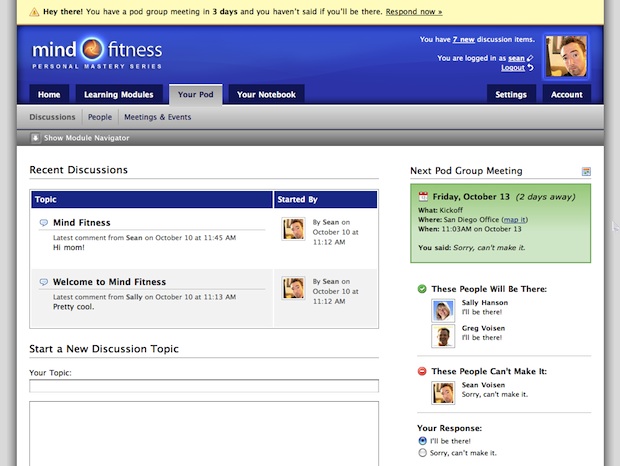 Hey there! You have a pod group meeting in 3 days and you haven't said if you'll be there. Respond now »
mind fitness
PERSONAL MASTERY SERIES
You have 7 new discussion items.
You are logged in as sean
Logout
Home
Learning Modules
Your Pod
Your Notebook
Settings
Account
Discussions
People
Meetings & Events
Show Module Navigator
Recent Discussions
Topic
Started By
Mind Fitness
Latest comment from Sean on October 10 at 11:45 AM
Hi mom!
By Sean on
October 10 at
11:12 AM
Welcome to Mind Fitness
Latest comment from Sally on October 10 at 11:13 AM
Pretty cool.
By Sean on
October 10 at
11:12 AM
Start a New Discussion Topic
Your Topic:
Next Pod Group Meeting
Friday, October 13 (2 days away)
What: Kickoff
Where: San Diego Office (map it)
When: 11:03AM on October 13
You said: Sorry, can't make it.
These People Will Be There:
Sally Hanson
I'll be there!
Greg Voisen
I'll be there!
These People Can't Make It:
Sean Voisen
Sorry, can't make it.
Your Response:
I'll be there!
Sorry, can't make it.